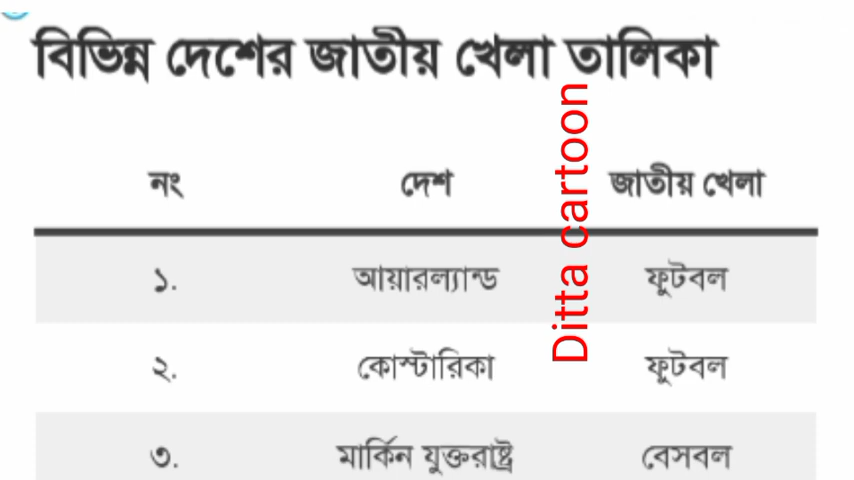 বিভিন্ন দেশের জাতীয় খেলা তালিকা
নং দেশ জাতীয় খেলা
১. আয়ারল্যান্ড ফুটবল
২. কোস্টারিকা ফুটবল
৩. মার্কিন যুক্তরাষ্ট্র বেসবল
Ditta cartoon